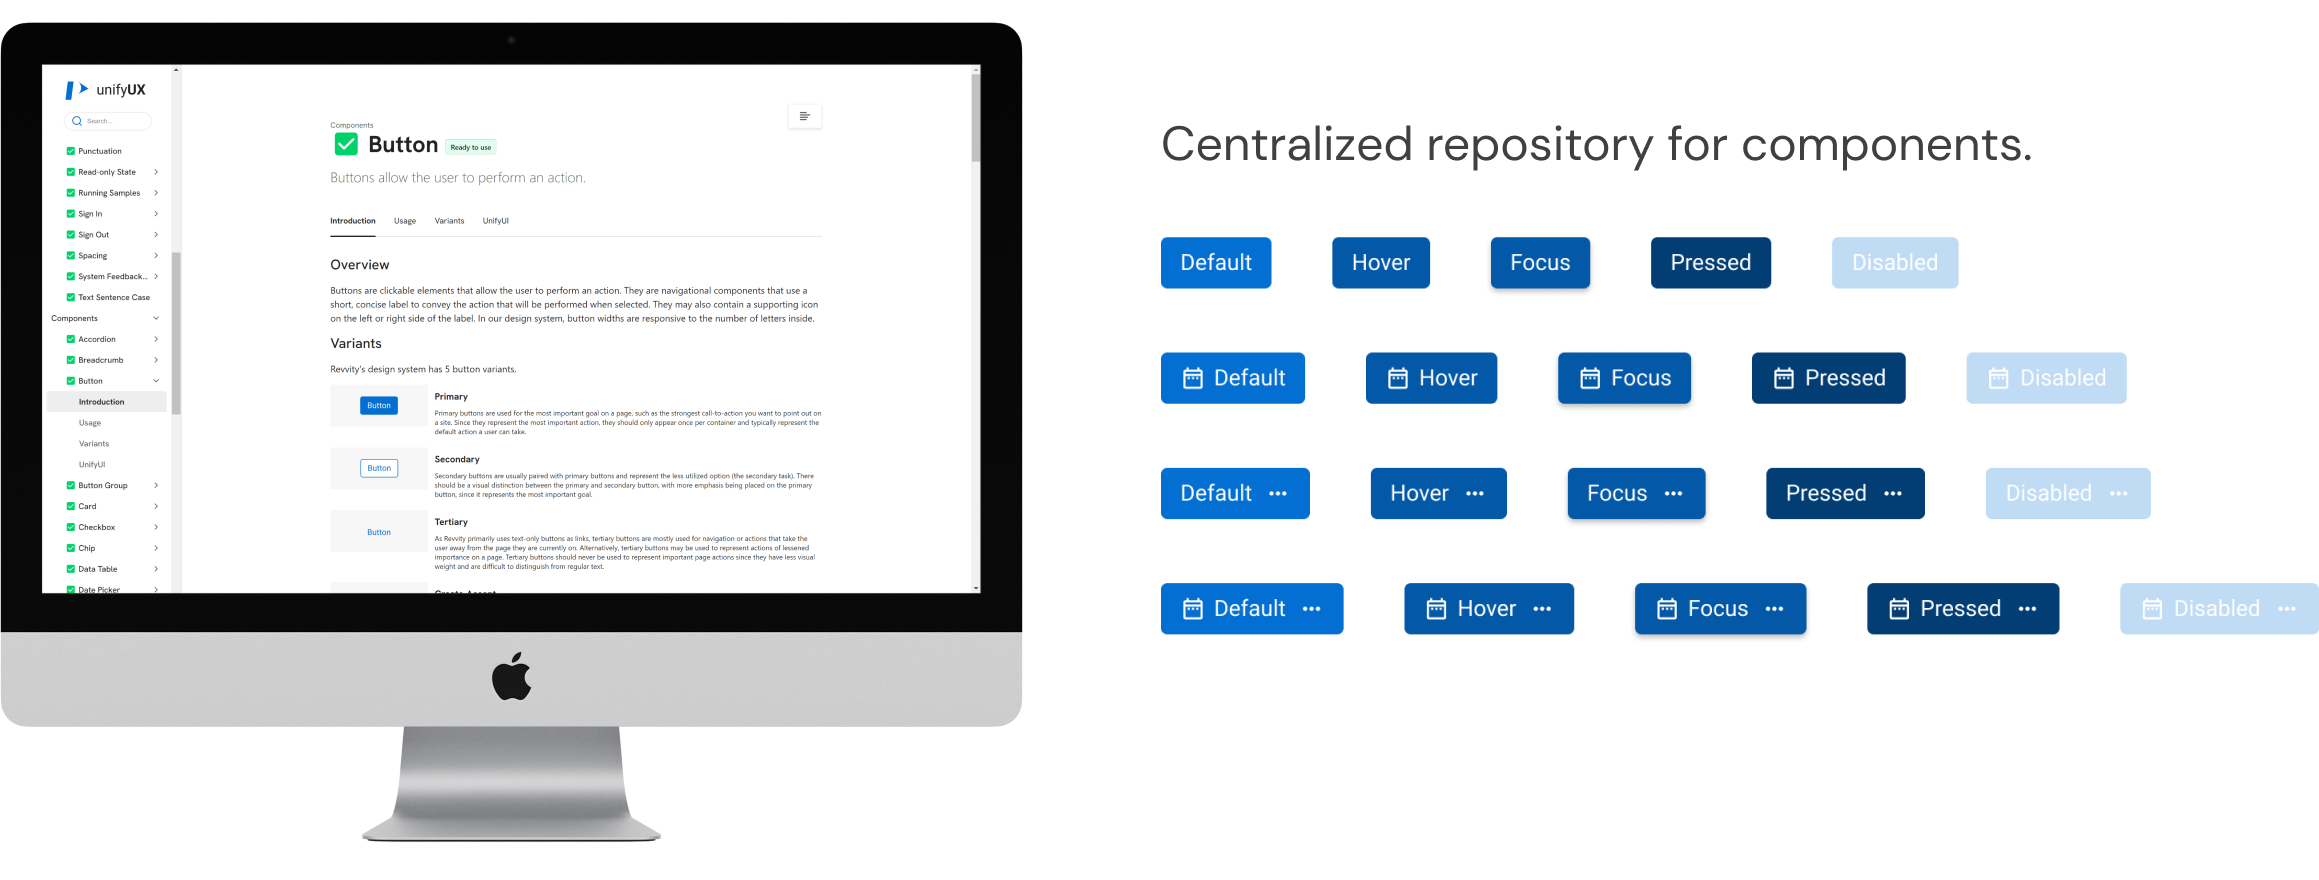 unifyUX
Search...
Punctuation
Read-only State
Running Samples
Sign In
Sign Out
Spacing
System Feedback...
Text Sentence Case
Components
Accordion
Breadcrumb
Button
Introduction
Usage
Variants
UnifyUI
Button Group
Card
Checkbox
Chip
Data Table
Date Picker
Components
Button Ready to use
Buttons allow the user to perform an action.
Introduction Usage Variants UnifyUI
Overview
Buttons are clickable elements that allow the user to perform an action. They are navigational components that use a
short, concise label to convey the action that will be performed when selected. They may also contain a supporting icon
on the left or right side of the label. In our design system, button widths are responsive to the number of letters inside.
Variants
Revvity's design system has 5 button variants.
Button
Primary
Primary buttons are used for the most important goal on a page, such as the strongest call-to-action you want to point out on
a site. Since they represent the most important action, they should only appear once per container and typically represent the
default action a user can take.
Button
Secondary
Secondary buttons are usually paired with primary buttons and represent the less utilized option (the secondary task). There
should be a visual distinction between the primary and secondary button, with more emphasis being placed on the primary
button, since it represents the most important goal.
Button
Tertiary
As Revvity primarily uses text-only buttons as links, tertiary buttons are mostly used for navigation or actions that take the
user away from the page they are currently on. Alternatively, tertiary buttons may be used to represent actions of lessened
importance on a page. Tertiary buttons should never be used to represent important page actions since they have less visual
weight and are difficult to distinguish from regular text.
Centralized repository for components.
Default Hover Focus Pressed Disabled
Default Hover Focus Pressed Disabled
Default ... Hover ... Focus ... Pressed ... Disabled ...
Default ... Hover ... Focus ... Pressed ... Disabled ...